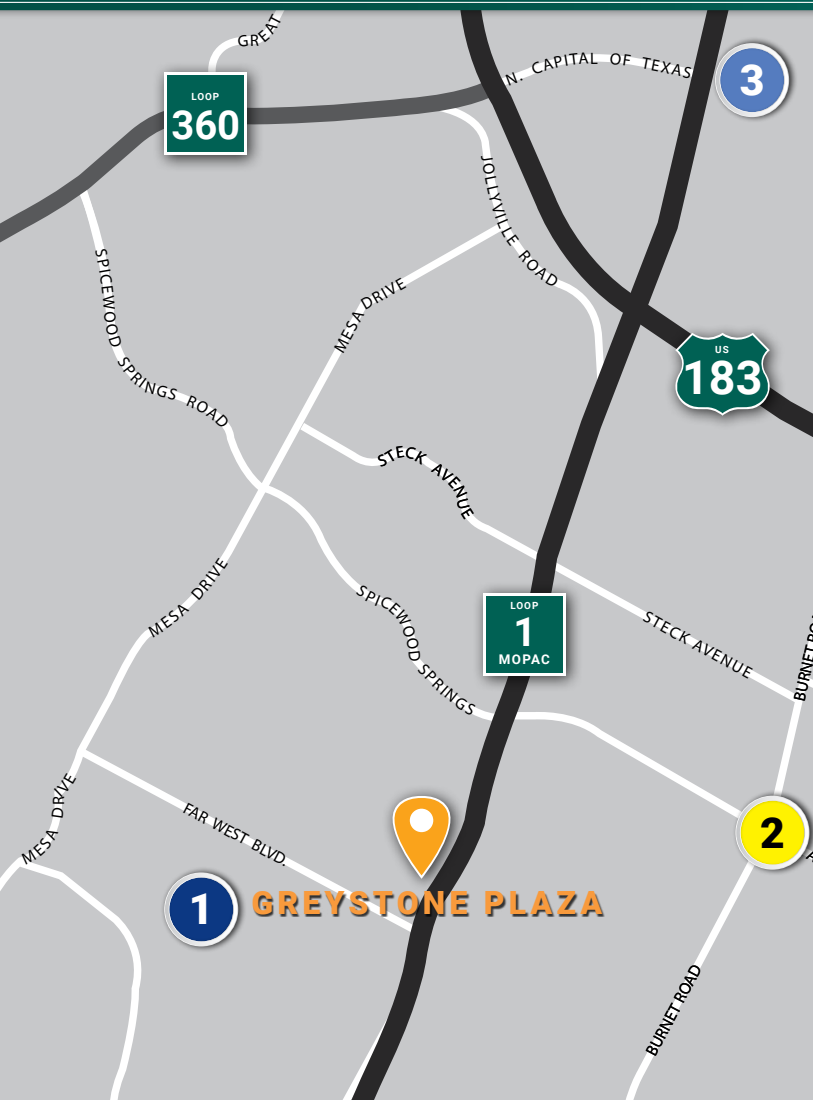 GREAT
N. CAPITAL OF TEXAS
3
LOOP
360
JOLLYVILLE ROAD
SPICEWOOD SPRINGS ROAD
MESA DRIVE
US
183
STECK AVENUE
MESA DRIVE
SPICEWOOD SPRINGS
LOOP
1
MOPAC
STECK AVENUE
BURNET RO
MESA DRIVE
FAR WEST BLVD.
2
1
GREYSTONE PLAZA
BURNET ROAD